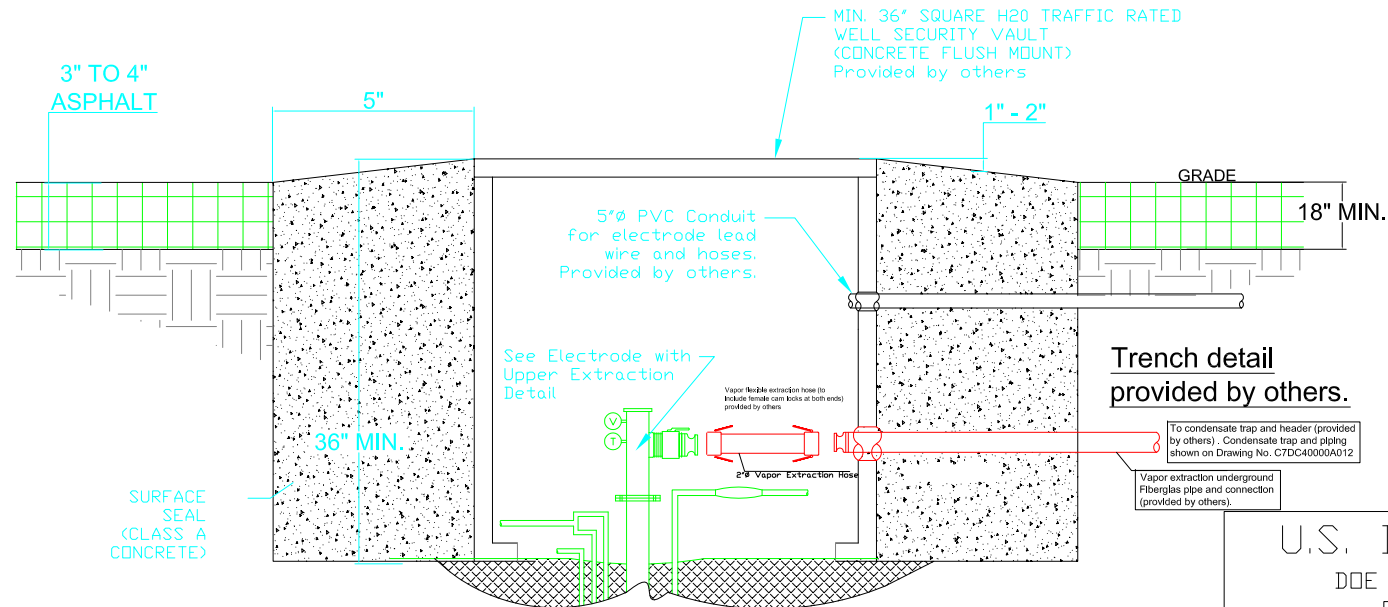 MIN. 36" SQUARE H20 TRAFFIC RATED
WELL SECURITY VAULT
(CONCRETE FLUSH MOUNT)
Provided by others
3" TO 4"
ASPHALT
5"
1" - 2"
GRADE
18" MIN.
5"Ø PVC Conduit
for electrode lead
wire and hoses.
Provided by others.
See Electrode with
Upper Extraction
Detail
Vapor flexible extraction hose (to
include female cam locks at both ends)
provided by others
Trench detail
provided by others.
V
T
36" MIN.
2"Ø Vapor Extraction Hose
To condensate trap and header (provided
by others) . Condensate trap and piping
shown on Drawing No. C7DC40000A012
Vapor extraction underground
Fiberglas pipe and connection
(provided by others).
SURFACE
SEAL
(CLASS A
CONCRETE)
U.S.
DOE